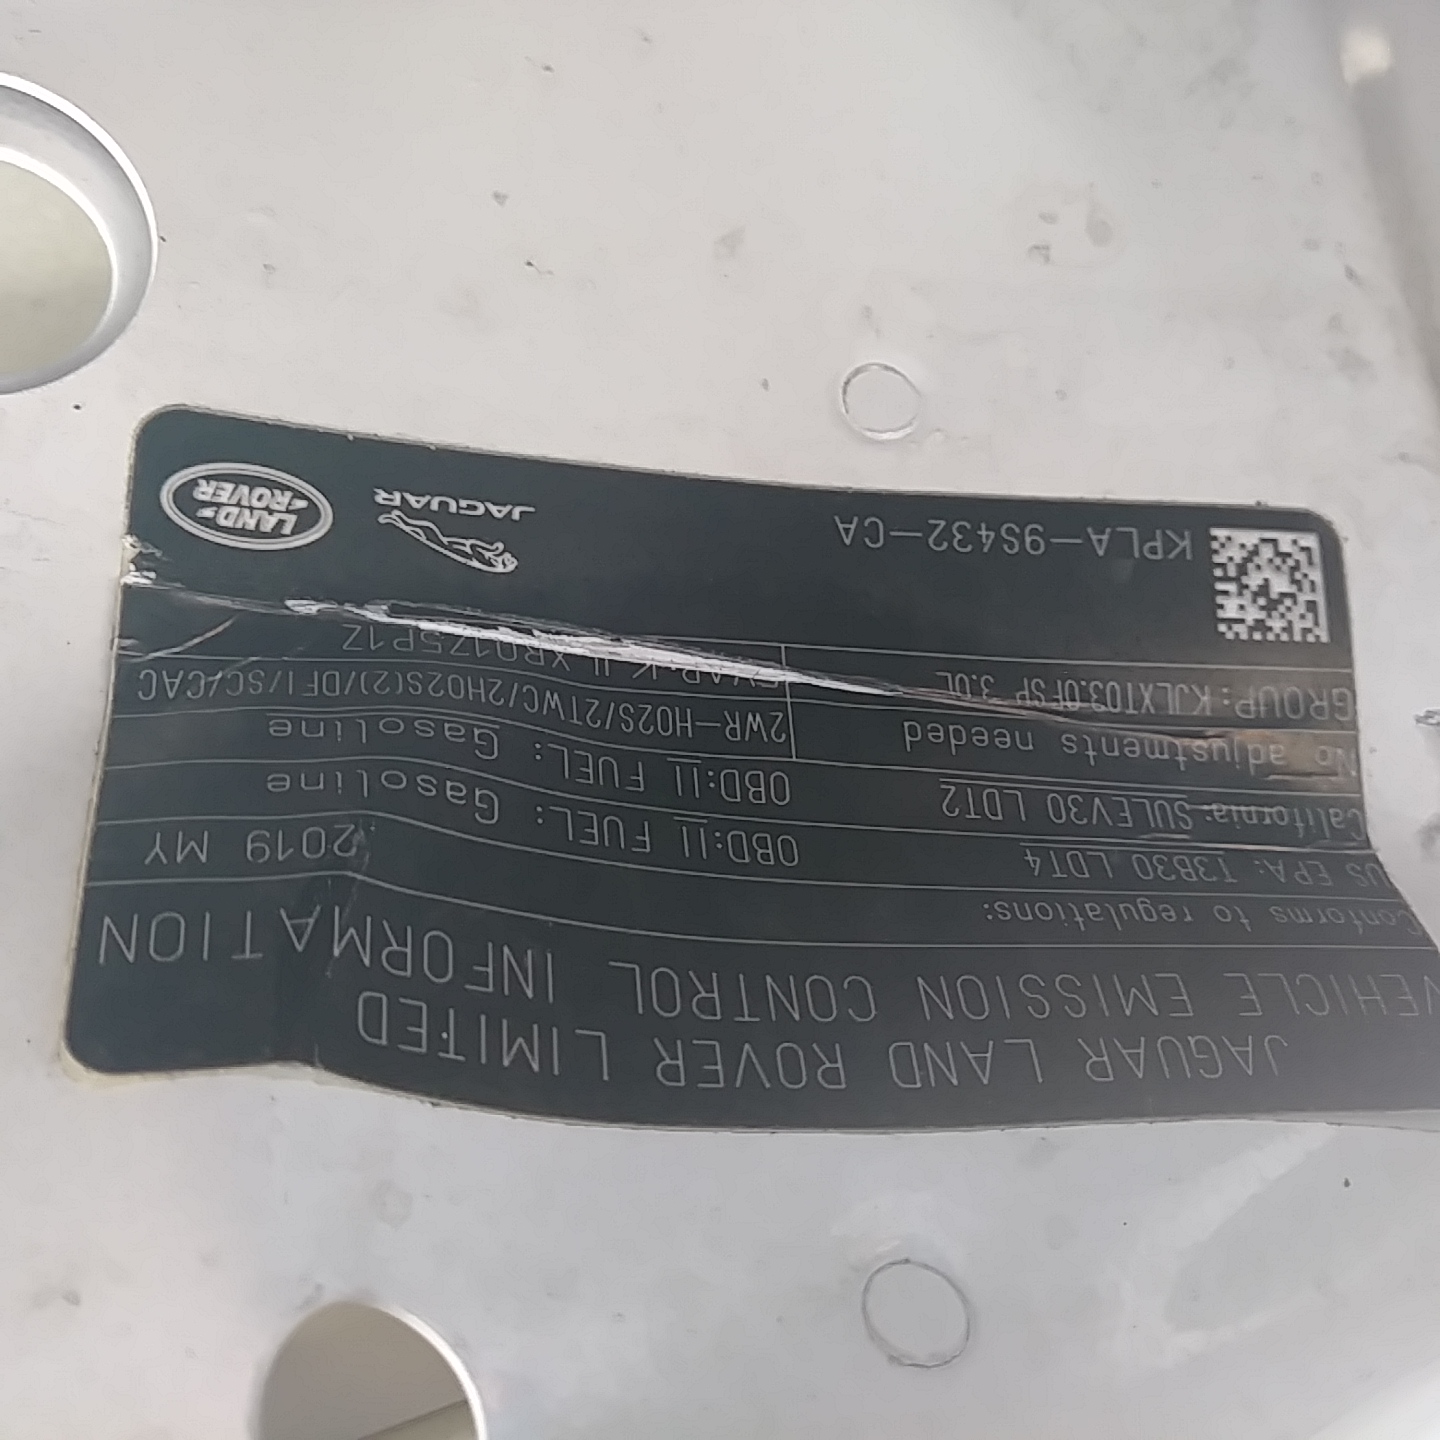 JAGUAR LAND ROVER LIMITED
VEHICLE EMISSION CONTROL INFORMATION
Conforms to regulations: 2019 MY
US EPA: T3B30 LDT4 OBD:II FUEL: Gasoline
California: SULEV30 LDT2 OBD:II FUEL: Gasoline
No adjustments needed 2WR-HO2S/2TWC/2HO2S(2)/DFI/SC/CAC
GROUP: KJLXT03.0FSP 3.0L EVAP: KJLXR0175P1Z
KPLA-9S432-CA
JAGUAR
LAND
ROVER